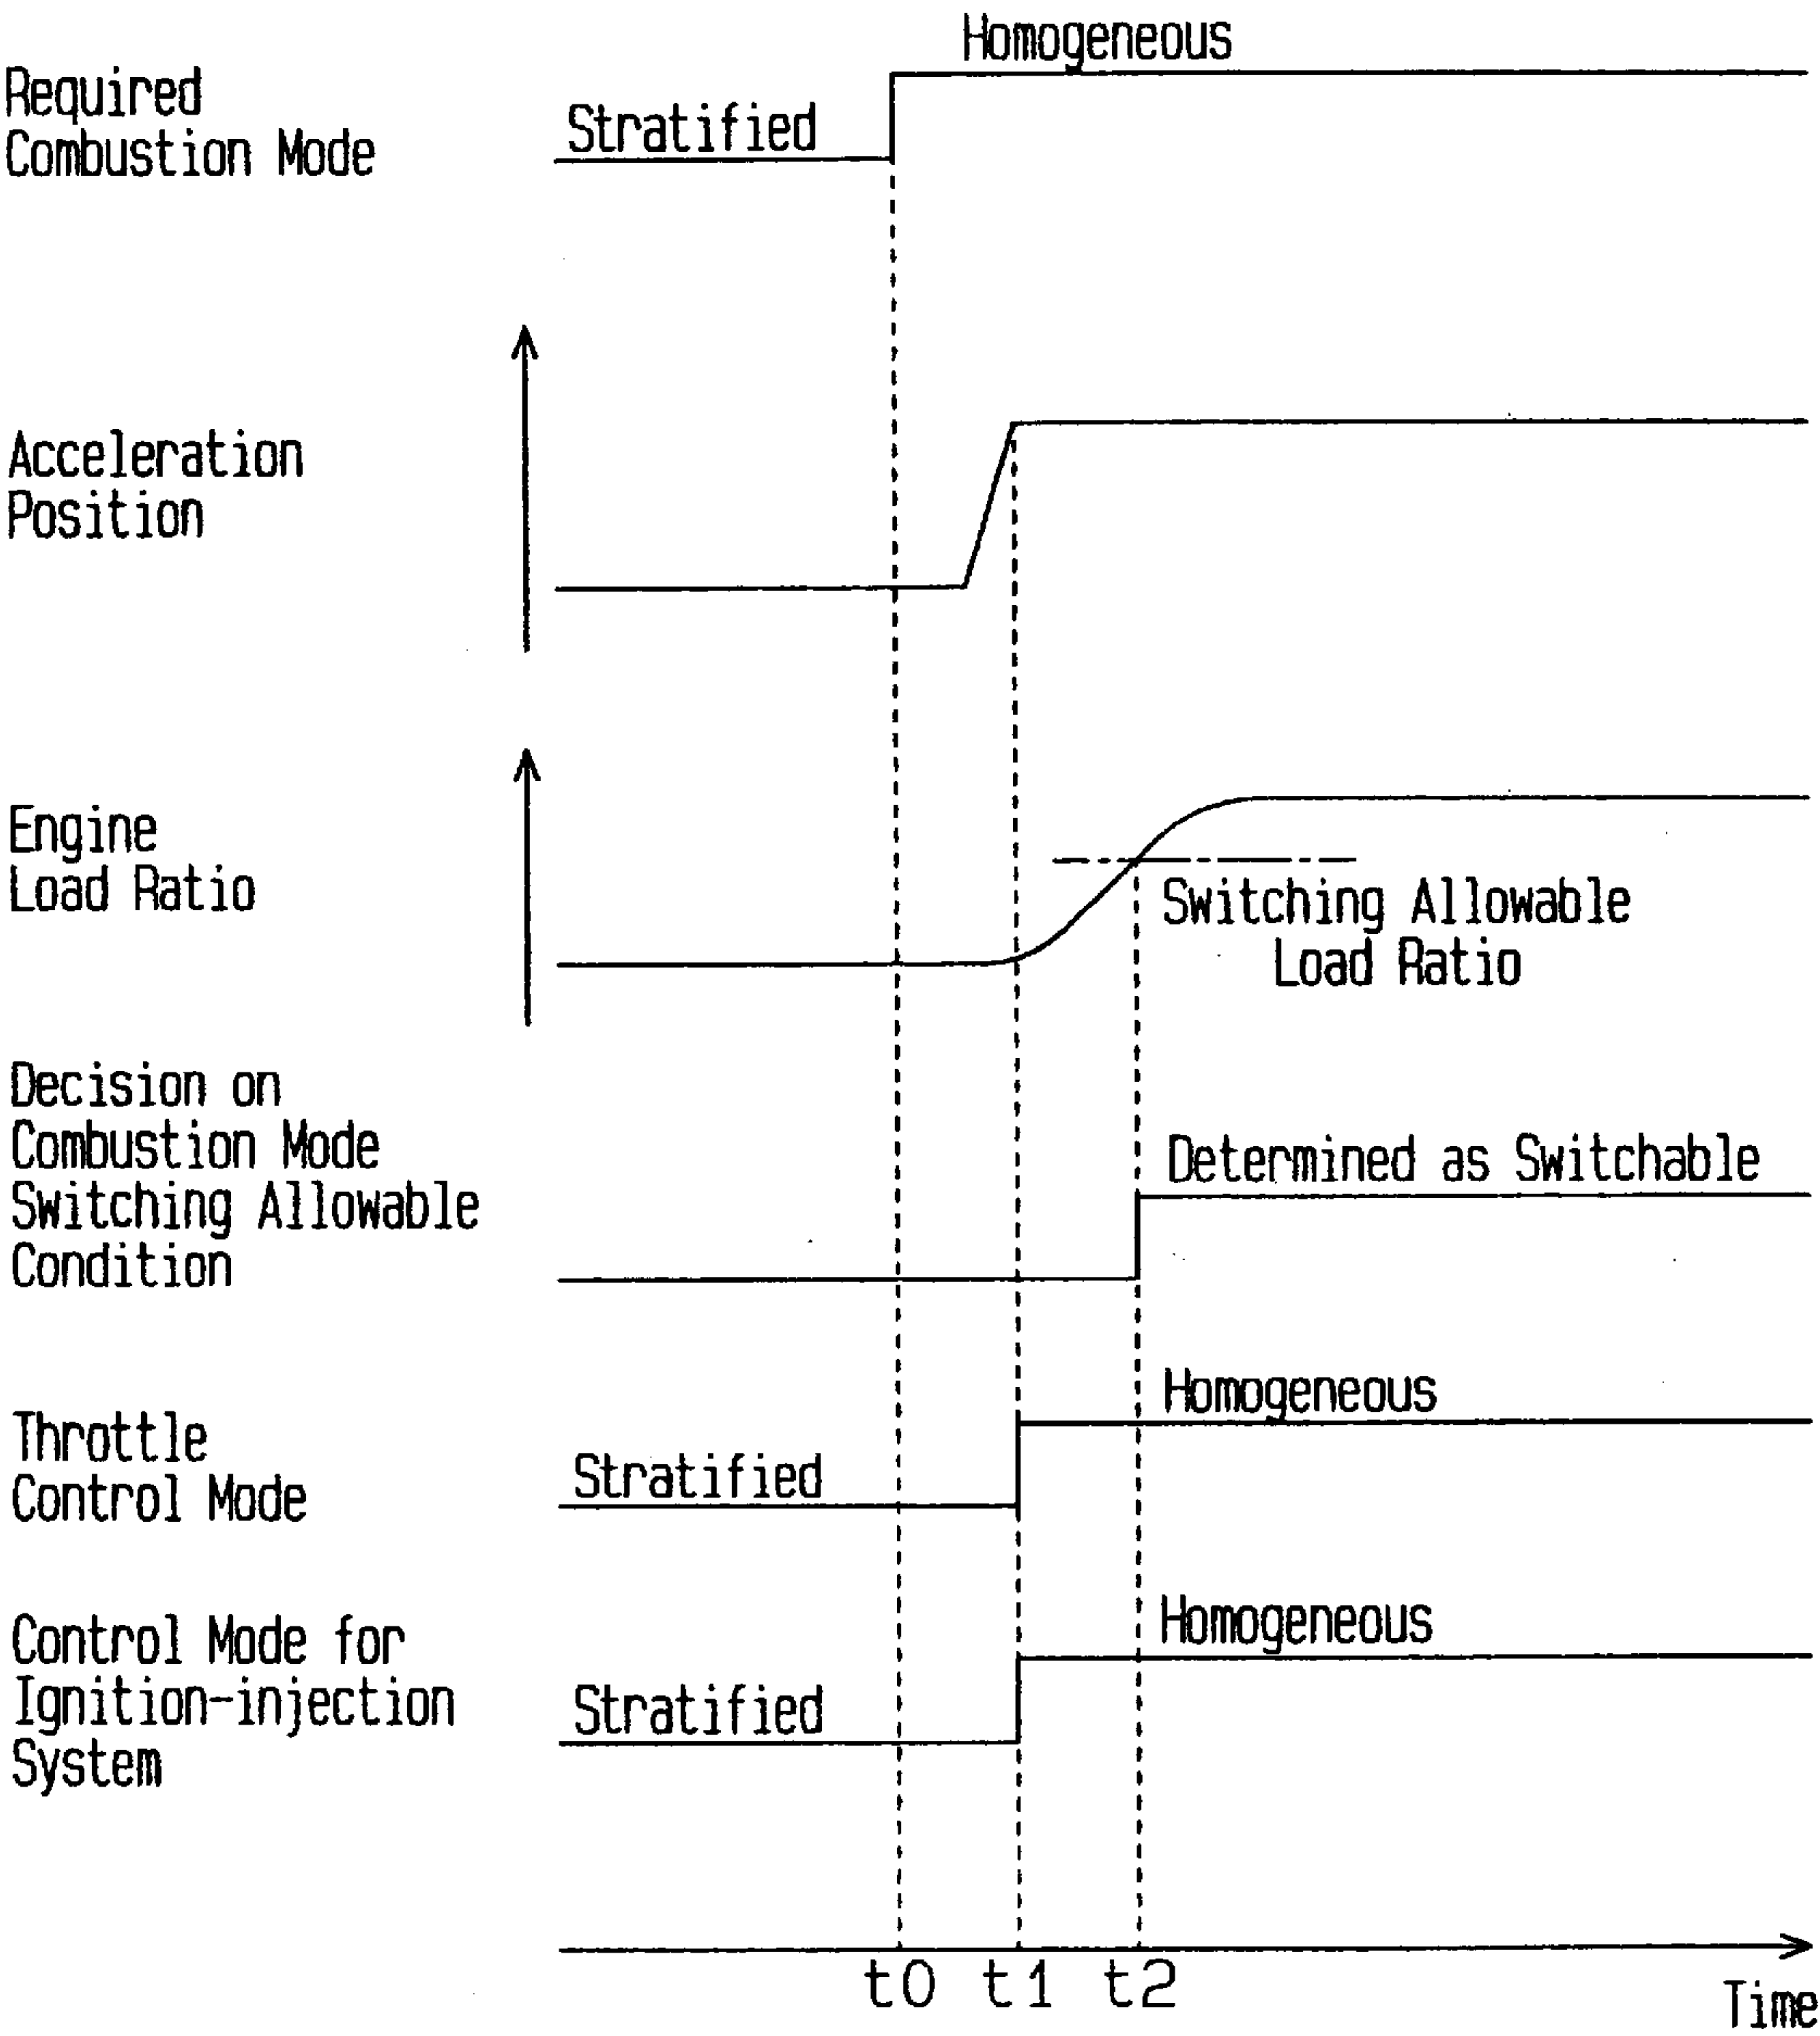 Homogeneous
Required
Combustion Mode
Stratified
Acceleration
Position
Engine
Load Ratio
Switching Allowable
Load Ratio
Decision on
Combustion Mode
Switching Allowable
Condition
Determined as Switchable
Homogeneous
Throttle
Control Mode
Stratified
Homogeneous
Control Mode for
Ignition-injection
System
Stratified
t0 t1 t2
Time